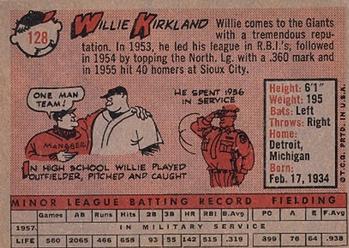 128
WILLIE KIRKLAND
Willie comes to the Giants
with a tremendous repu-
tation. In 1953, he led his league in R.B.I.'s, followed
in 1954 by topping the North. Lg. with a .360 mark and
in 1955 hit 40 homers at Sioux City.
ONE MAN
TEAM!
MANAGER
HE SPENT 1956
IN SERVICE
IN HIGH SCHOOL WILLIE PLAYED
OUTFIELDER, PITCHED AND CAUGHT
Height: 6'1"
Weight: 195
Bats: Left
Throws: Right
Home:
Detroit,
Michigan
Born:
Feb. 17, 1934
©T.C.G. PRTD. IN U.S.A.
MINOR LEAGUE BATTING RECORD FIELDING
Games AB Runs Hits 2B 3B HR RBI B.Avg PO A E F.Avg
1957. IN MILITARY SERVICE
LIFE 560 2065 466 658 93 55 142 515 .319 899 76 64 .938